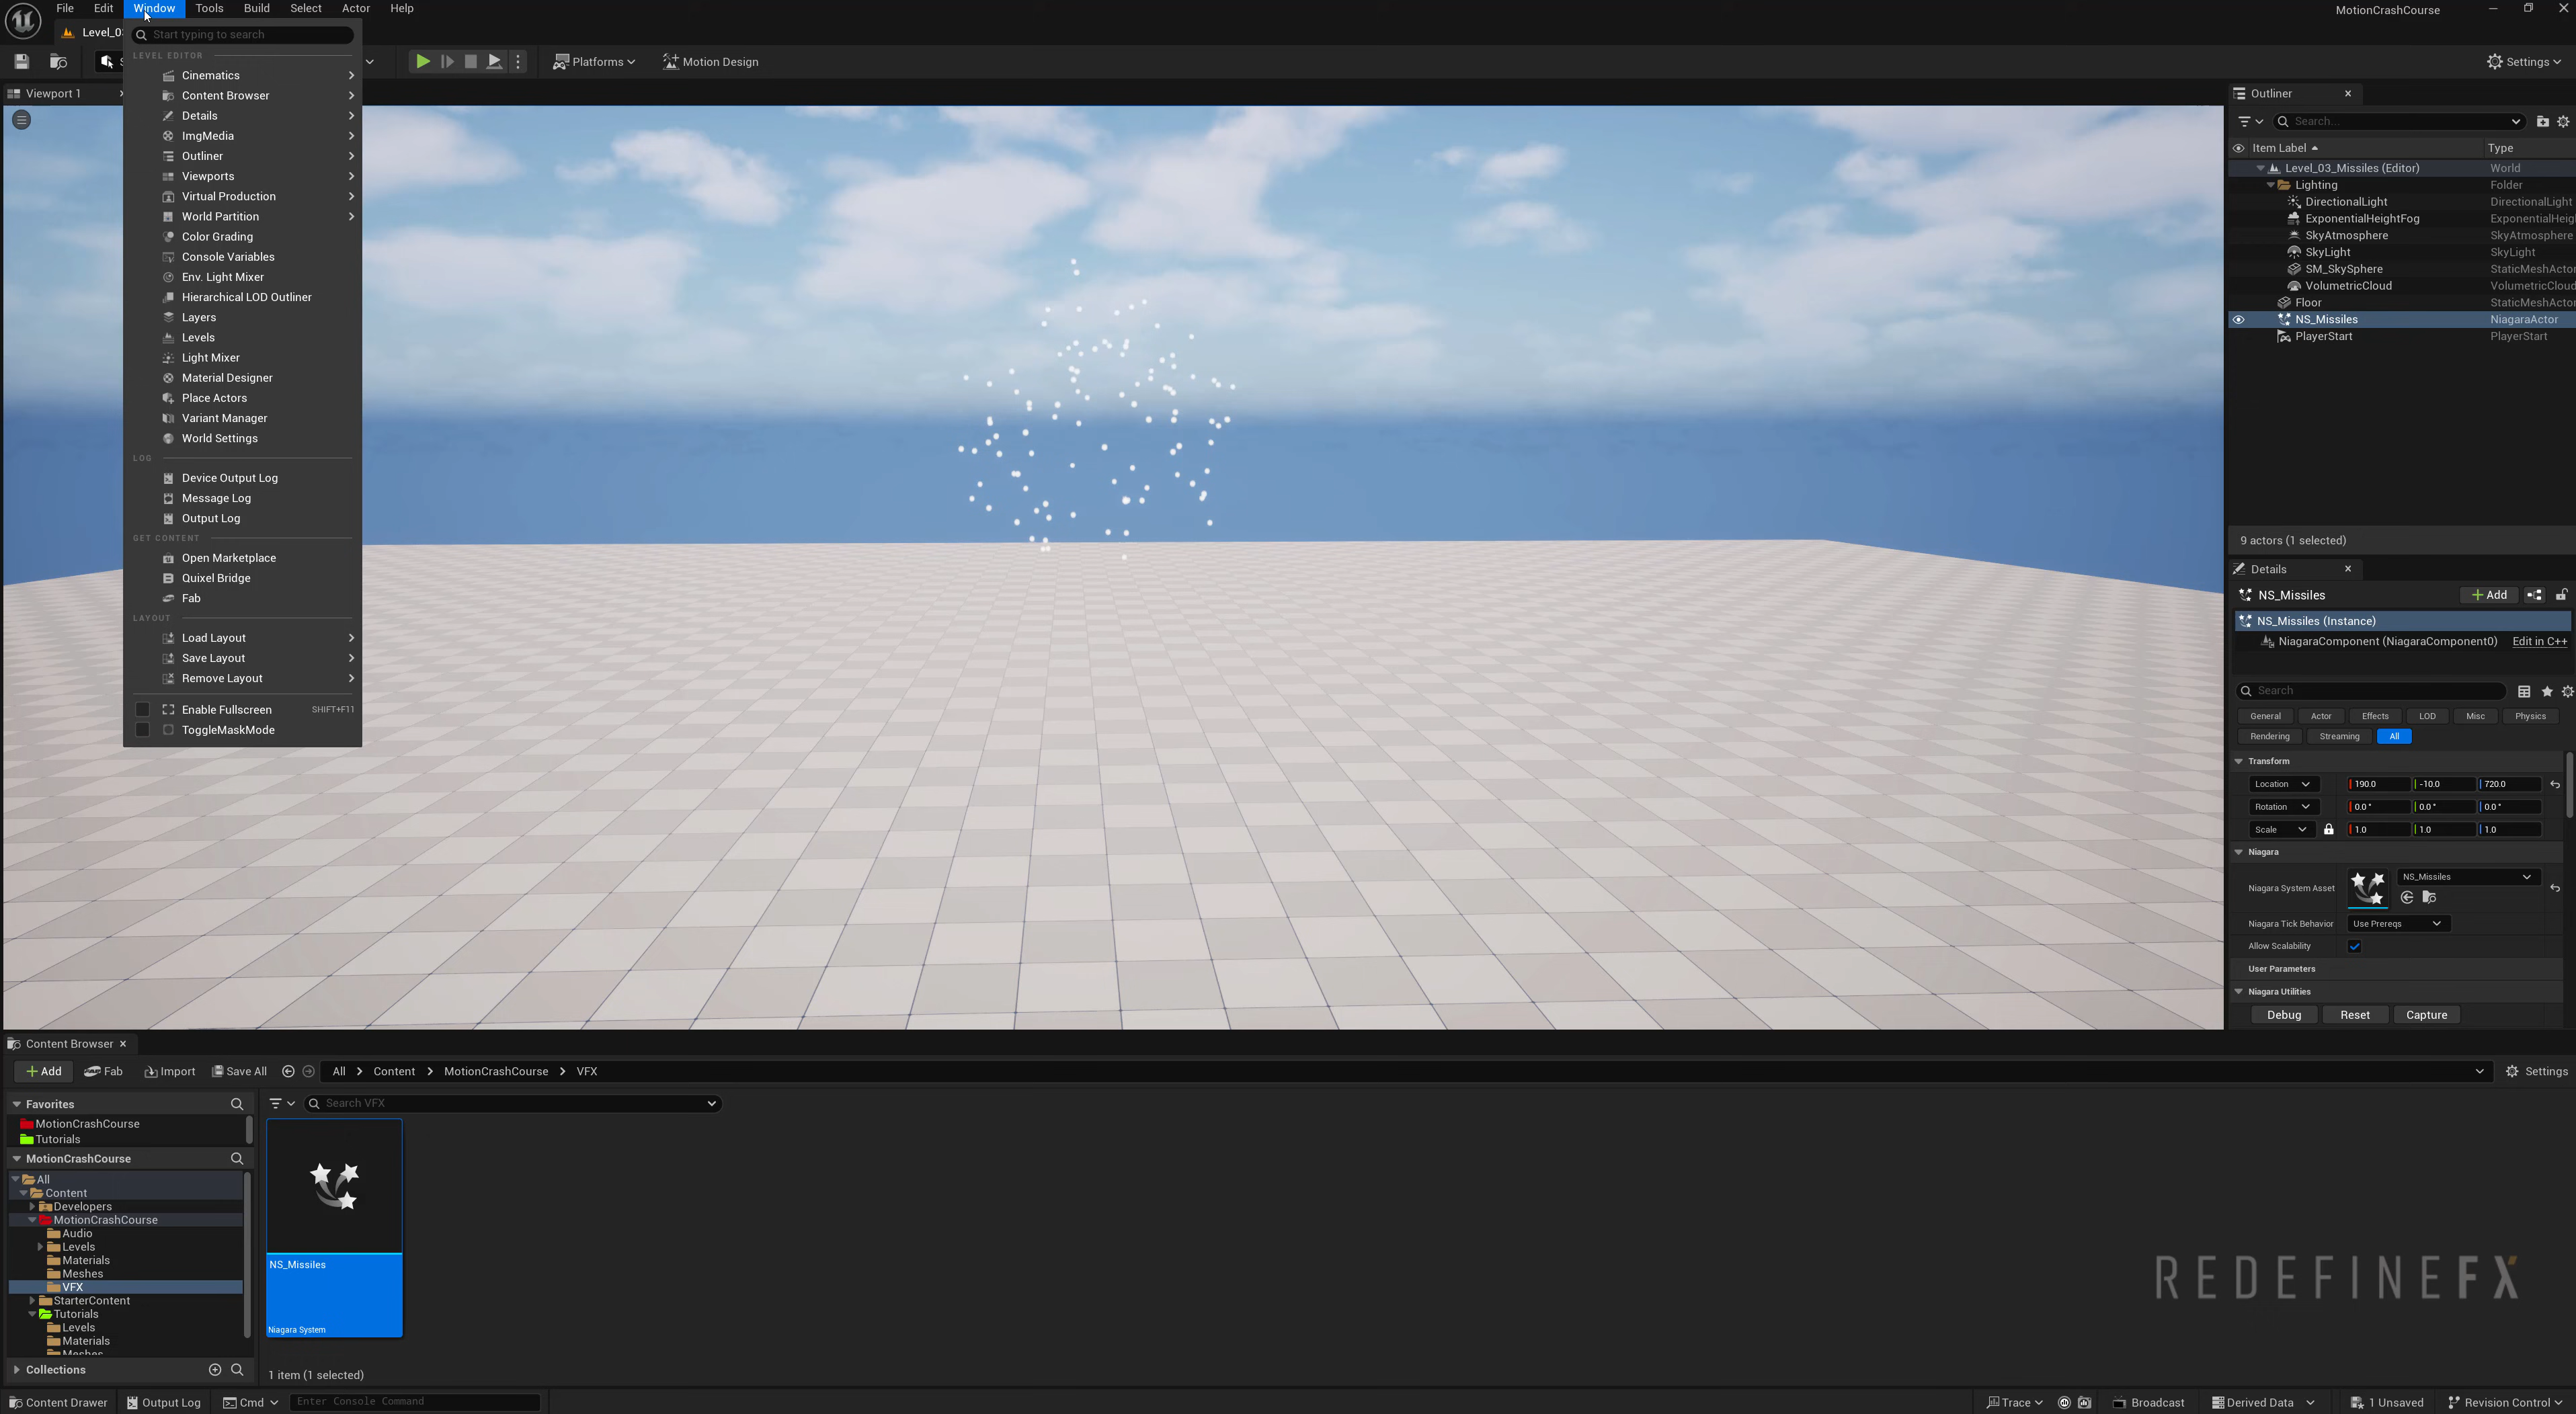 File Edit Window Tools Build Select Actor Help
MotionCrashCourse
Level_03
Start typing to search
LEVEL EDITOR
Cinematics
Content Browser
Details
ImgMedia
Outliner
Viewports
Virtual Production
World Partition
Color Grading
Console Variables
Env. Light Mixer
Hierarchical LOD Outliner
Layers
Levels
Light Mixer
Material Designer
Place Actors
Variant Manager
World Settings
LOG
Device Output Log
Message Log
Output Log
GET CONTENT
Open Marketplace
Quixel Bridge
Fab
LAYOUT
Load Layout
Save Layout
Remove Layout
Enable Fullscreen SHIFT+F11
ToggleMaskMode
Platforms
Motion Design
Settings
Viewport 1
Outliner
Search...
Item Label Type
Level_03_Missiles (Editor) World
Lighting Folder
DirectionalLight DirectionalLight
ExponentialHeightFog ExponentialHeig
SkyAtmosphere SkyAtmosphere
SkyLight SkyLight
SM_SkySphere StaticMeshActo
VolumetricCloud VolumetricCloud
Floor StaticMeshActo
NS_Missiles NiagaraActor
PlayerStart PlayerStart
9 actors (1 selected)
Details
NS_Missiles Add
NS_Missiles (Instance)
NiagaraComponent (NiagaraComponent0) Edit in C++
Search
General Actor Effects LOD Misc Physics
Rendering Streaming All
Transform
Location 190.0 -10.0 720.0
Rotation 0.0° 0.0° 0.0°
Scale 1.0 1.0 1.0
Niagara
Niagara System Asset NS_Missiles
Niagara Tick Behavior Use Prereqs
Allow Scalability
User Parameters
Niagara Utilities
Debug Reset Capture
Content Browser
Add Fab Import Save All All Content MotionCrashCourse VFX Settings
Favorites
MotionCrashCourse
Tutorials
MotionCrashCourse
All
Content
Developers
MotionCrashCourse
Audio
Levels
Materials
Meshes
VFX
StarterContent
Tutorials
Levels
Materials
Meshes
Collections
Search VFX
NS_Missiles
Niagara System
1 item (1 selected)
REDEFINEFX
Content Drawer Output Log Cmd Enter Console Command Trace Broadcast Derived Data 1 Unsaved Revision Control